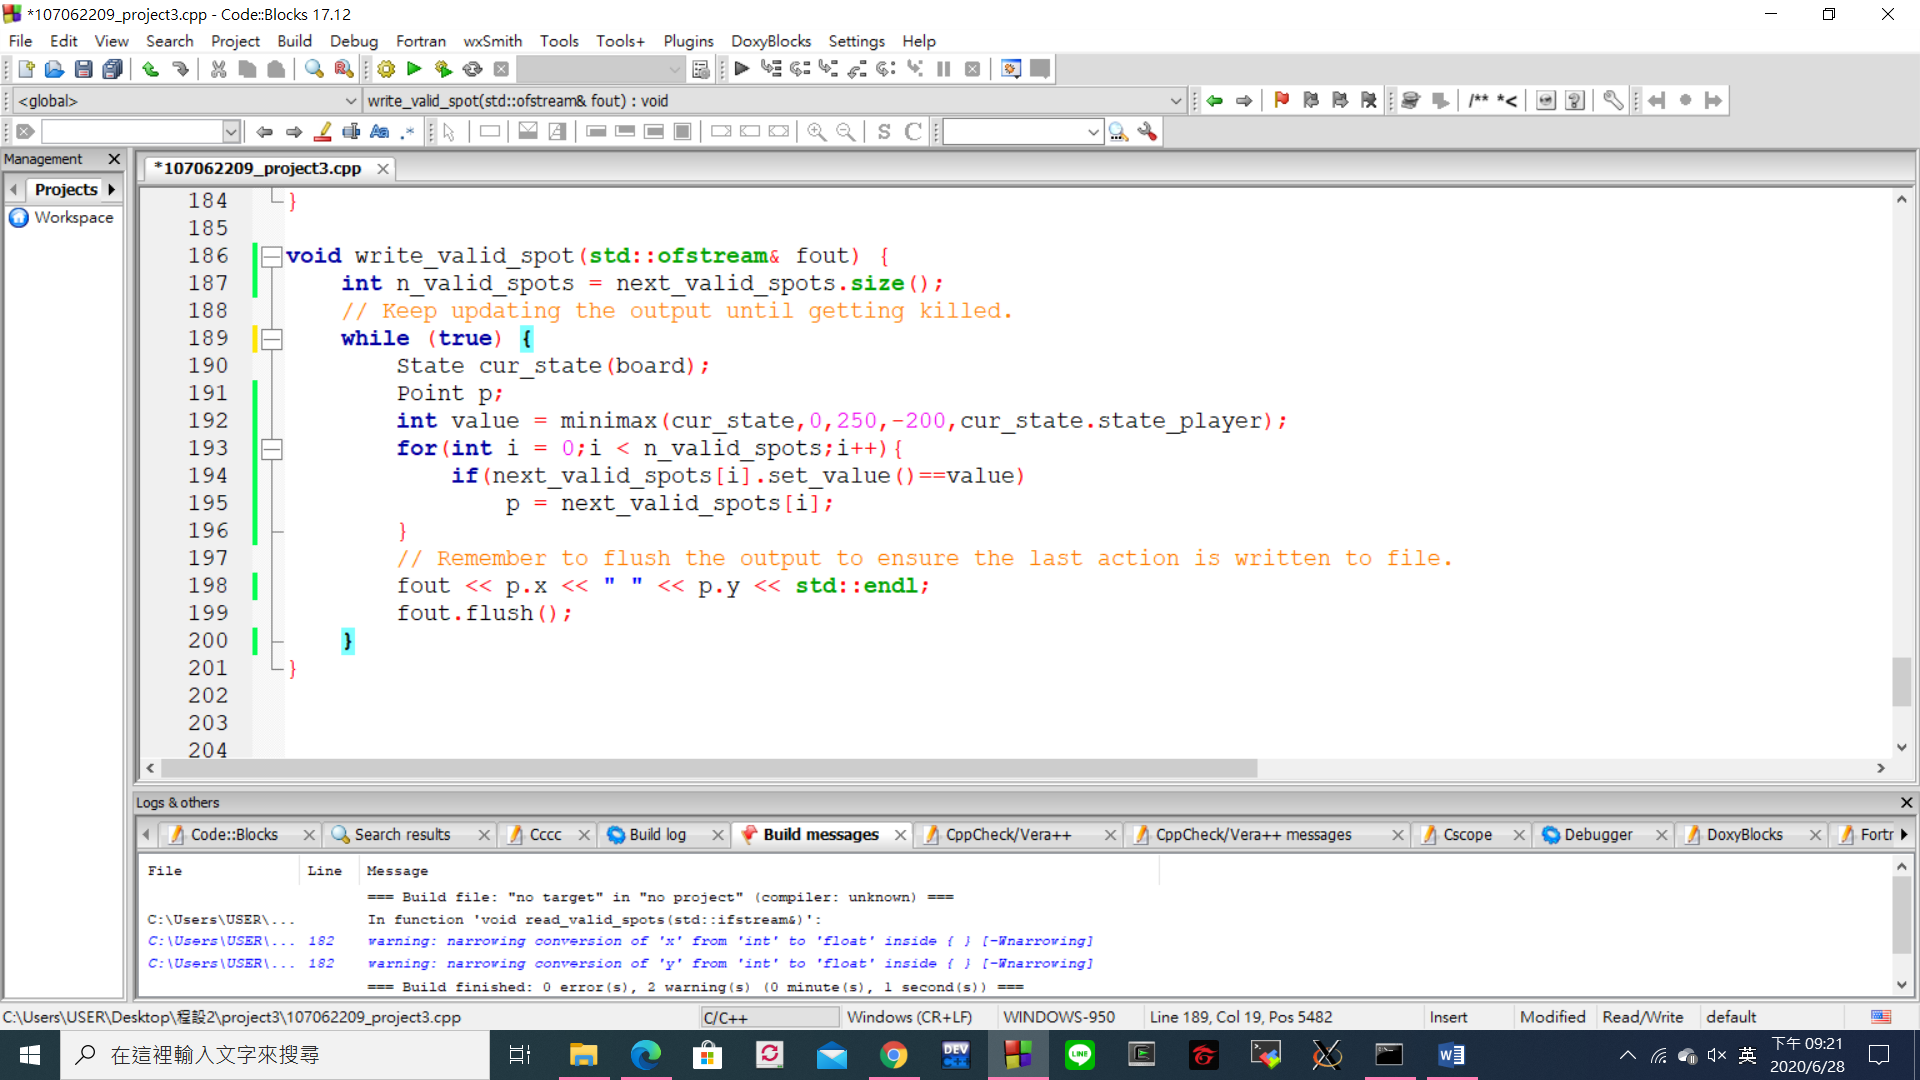 *107062209_project3.cpp - Code::Blocks 17.12
File Edit View Search Project Build Debug Fortran wxSmith Tools Tools+ Plugins DoxyBlocks Settings Help
<global> write_valid_spot(std::ofstream& fout) : void /** *<
Management
Projects
Workspace
*107062209_project3.cpp
184 }
185
186 void write_valid_spot(std::ofstream& fout) {
187 int n_valid_spots = next_valid_spots.size();
188 // Keep updating the output until getting killed.
189 while (true) {
190 State cur_state(board);
191 Point p;
192 int value = minimax(cur_state,0,250,-200,cur_state.state_player);
193 for(int i = 0;i < n_valid_spots;i++){
194 if(next_valid_spots[i].set_value()==value)
195 p = next_valid_spots[i];
196 }
197 // Remember to flush the output to ensure the last action is written to file.
198 fout << p.x << " " << p.y << std::endl;
199 fout.flush();
200 }
201 }
202
203
204
Logs & others
Code::Blocks Search results Cccc Build log Build messages CppCheck/Vera++ CppCheck/Vera++ messages Cscope Debugger DoxyBlocks Fortr
File Line Message
=== Build file: "no target" in "no project" (compiler: unknown) ===
C:\Users\USER\... In function 'void read_valid_spots(std::ifstream&)':
C:\Users\USER\... 182 warning: narrowing conversion of 'x' from 'int' to 'float' inside { } [-Wnarrowing]
C:\Users\USER\... 182 warning: narrowing conversion of 'y' from 'int' to 'float' inside { } [-Wnarrowing]
=== Build finished: 0 error(s), 2 warning(s) (0 minute(s), 1 second(s)) ===
C:\Users\USER\Desktop\程設2\project3\107062209_project3.cpp C/C++ Windows (CR+LF) WINDOWS-950 Line 189, Col 19, Pos 5482 Insert Modified Read/Write default
在這裡輸入文字來搜尋
DEV C++
LINE
英
下午 09:21
2020/6/28